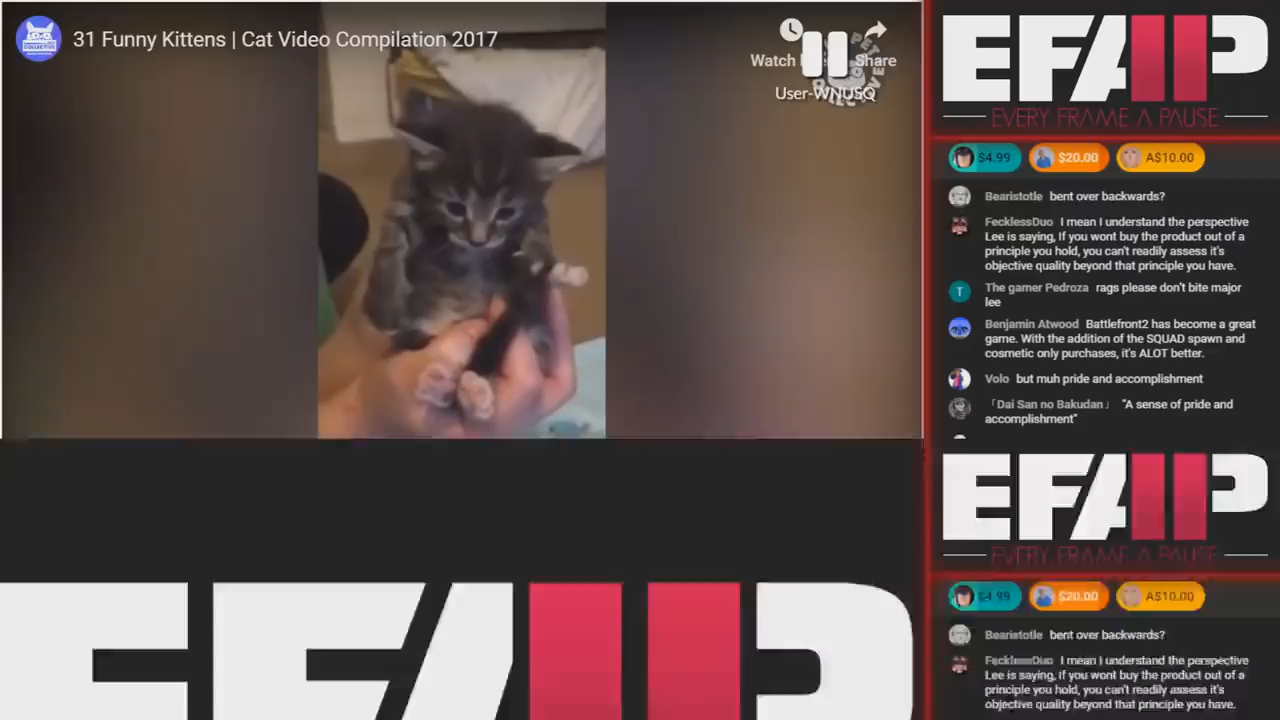 31 Funny Kittens | Cat Video Compilation 2017
Watch
Share
User-WNUSQ
PET
COLLECTIVE
EFAP
EVERY FRAME A PAUSE
$4.99
$20.00
A$10.00
Bearistotle bent over backwards?
FecklessDuo I mean I understand the perspective
Lee is saying, If you wont buy the product out of a
principle you hold, you can't readily assess it's
objective quality beyond that principle you have.
T
The gamer Pedroza rags please don't bite major
lee
Benjamin Atwood Battlefront2 has become a great
game. With the addition of the SQUAD spawn and
cosmetic only purchases, it's ALOT better.
Volo but muh pride and accomplishment
「Dai San no Bakudan」 "A sense of pride and
accomplishment"
EFAP
EVERY FRAME A PAUSE
$4.99
$20.00
A$10.00
Bearistotle bent over backwards?
FecklessDuo I mean I understand the perspective
Lee is saying, If you wont buy the product out of a
principle you hold, you can't readily assess it's
objective quality beyond that principle you have.
EFAP